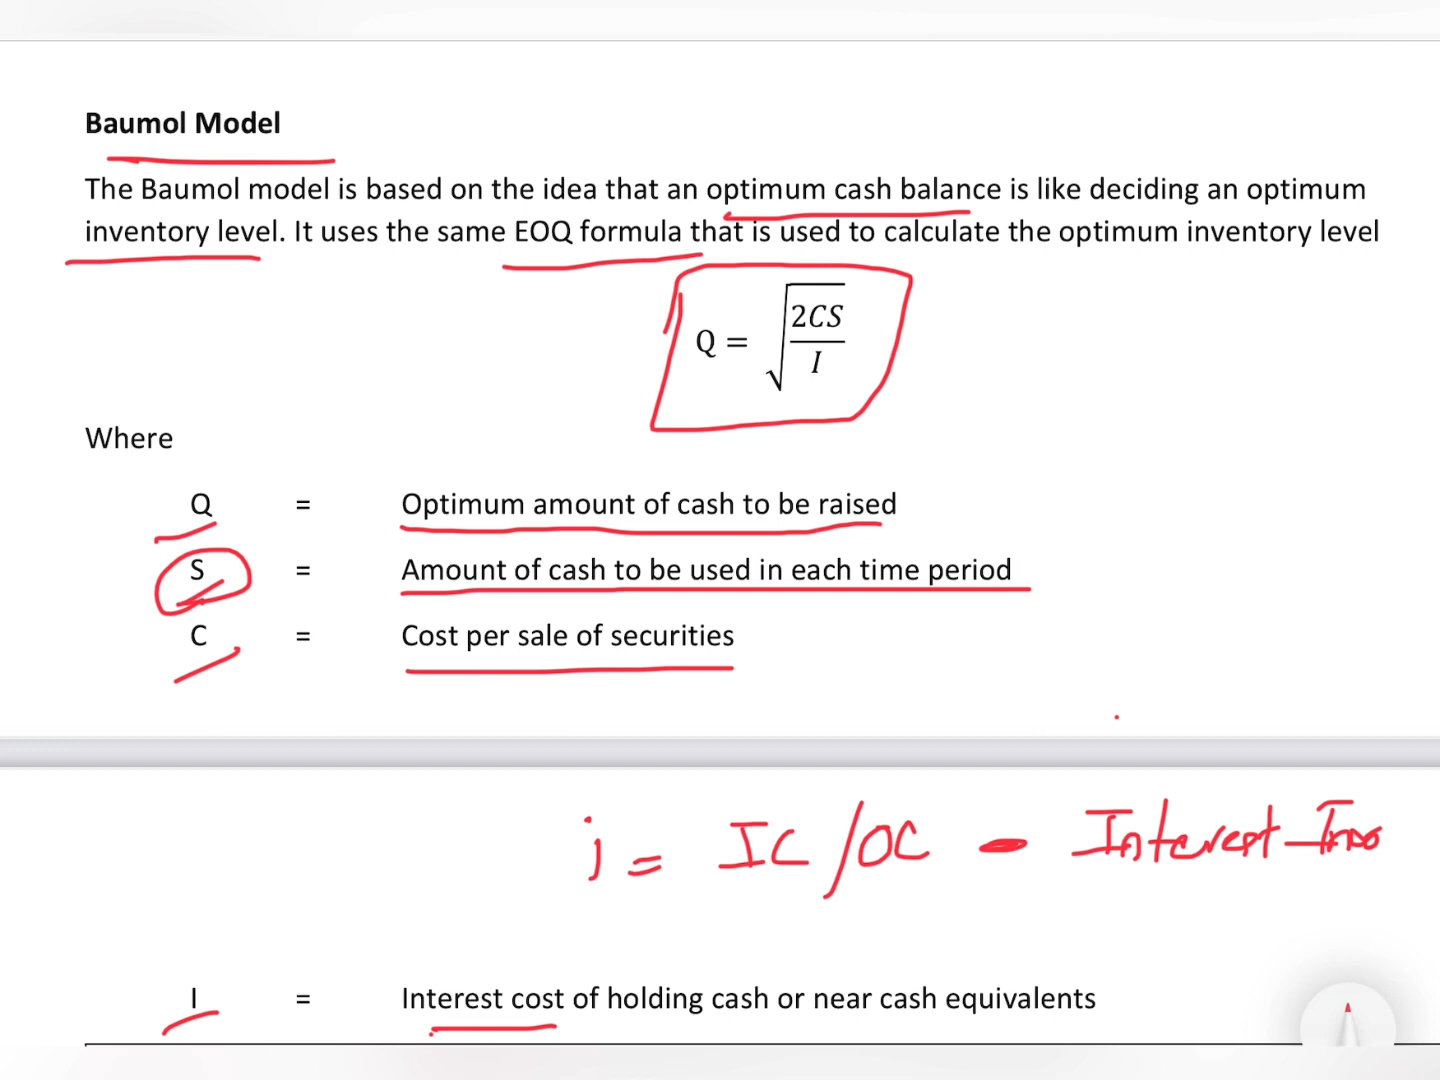 Baumol Model
The Baumol model is based on the idea that an optimum cash balance is like deciding an optimum
inventory level. It uses the same EOQ formula that is used to calculate the optimum inventory level
Q = √(2CS / I)
Where
Q = Optimum amount of cash to be raised
S = Amount of cash to be used in each time period
C = Cost per sale of securities
i = IC / OC - Interest
I = Interest cost of holding cash or near cash equivalents